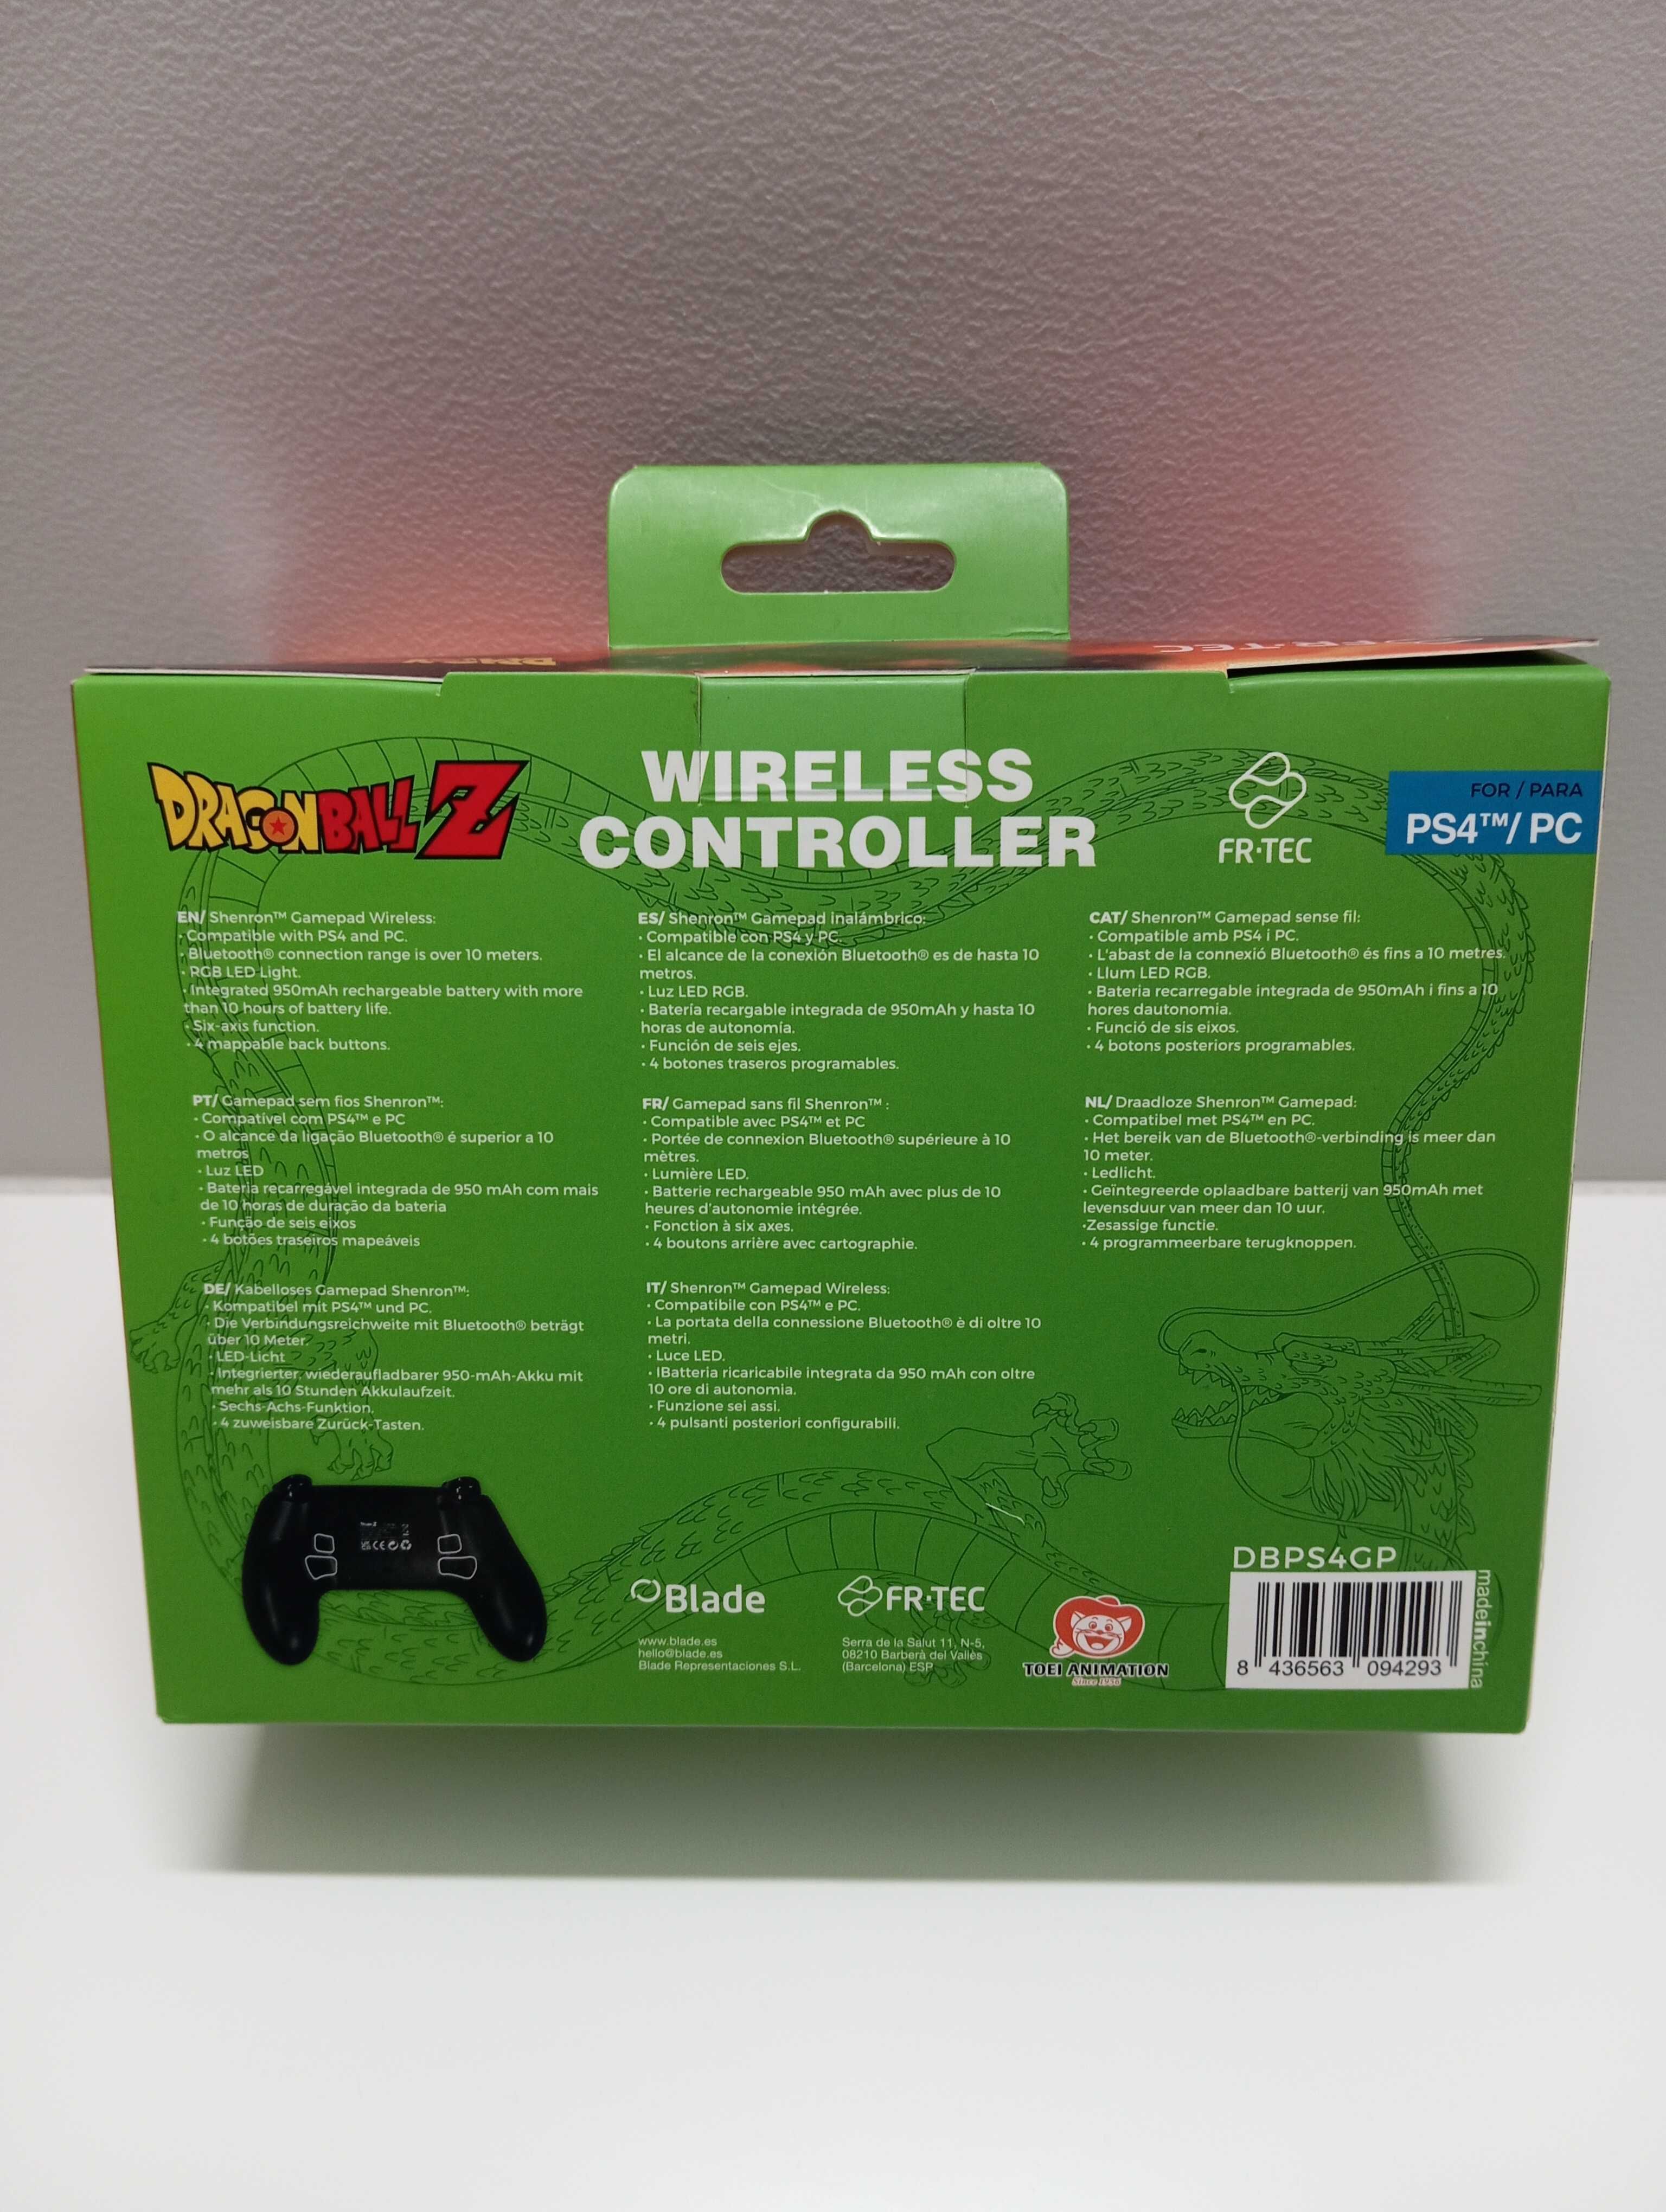 FR·TEC
DRAGONBALL Z
WIRELESS
CONTROLLER
FR·TEC
FOR / PARA
PS4™/ PC
EN/ Shenron™ Gamepad Wireless:
· Compatible with PS4 and PC.
· Bluetooth® connection range is over 10 meters.
· RGB LED Light.
· Integrated 950mAh rechargeable battery with more
than 10 hours of battery life.
· Six-axis function.
· 4 mappable back buttons.
ES/ Shenron™ Gamepad inalámbrico:
· Compatible con PS4 y PC.
· El alcance de la conexión Bluetooth® es de hasta 10
metros.
· Luz LED RGB.
· Batería recargable integrada de 950mAh y hasta 10
horas de autonomía.
· Función de seis ejes.
· 4 botones traseros programables.
CAT/ Shenron™ Gamepad sense fil:
· Compatible amb PS4 i PC.
· L'abast de la connexió Bluetooth® és fins a 10 metres.
· Llum LED RGB.
· Bateria recarregable integrada de 950mAh i fins a 10
hores dautonomia.
· Funció de sis eixos.
· 4 botons posteriors programables.
PT/ Gamepad sem fios Shenron™:
· Compatível com PS4™ e PC
· O alcance da ligação Bluetooth® é superior a 10
metros
· Luz LED
· Bateria recarregável integrada de 950 mAh com mais
de 10 horas de duração da bateria
· Função de seis eixos
· 4 botões traseiros mapeáveis
FR/ Gamepad sans fil Shenron™ :
· Compatible avec PS4™ et PC
· Portée de connexion Bluetooth® supérieure à 10
mètres.
· Lumière LED.
· Batterie rechargeable 950 mAh avec plus de 10
heures d'autonomie intégrée.
· Fonction à six axes.
· 4 boutons arrière avec cartographie.
NL/ Draadloze Shenron™ Gamepad:
· Compatibel met PS4™ en PC.
· Het bereik van de Bluetooth®-verbinding is meer dan
10 meter.
· Ledlicht.
· Geïntegreerde oplaadbare batterij van 950mAh met
levensduur van meer dan 10 uur.
·Zesassige functie.
· 4 programmeerbare terugknoppen.
DE/ Kabelloses Gamepad Shenron™:
· Kompatibel mit PS4™ und PC.
· Die Verbindungsreichweite mit Bluetooth® beträgt
über 10 Meter.
· LED-Licht
· Integrierter, wiederaufladbarer 950-mAh-Akku mit
mehr als 10 Stunden Akkulaufzeit.
· Sechs-Achs-Funktion.
· 4 zuweisbare Zurück-Tasten.
IT/ Shenron™ Gamepad Wireless:
· Compatibile con PS4™ e PC.
· La portata della connessione Bluetooth® è di oltre 10
metri.
· Luce LED.
· IBatteria ricaricabile integrata da 950 mAh con oltre
10 ore di autonomia.
· Funzione sei assi.
· 4 pulsanti posteriori configurabili.
Blade
www.blade.es
hello@blade.es
Blade Representaciones S.L.
FR·TEC
Serra de la Salut 11, N-5,
08210 Barberà del Vallès
(Barcelona) ESP
TOEI ANIMATION
Since 1956
DBPS4GP
8 436563 094293
madeinchina